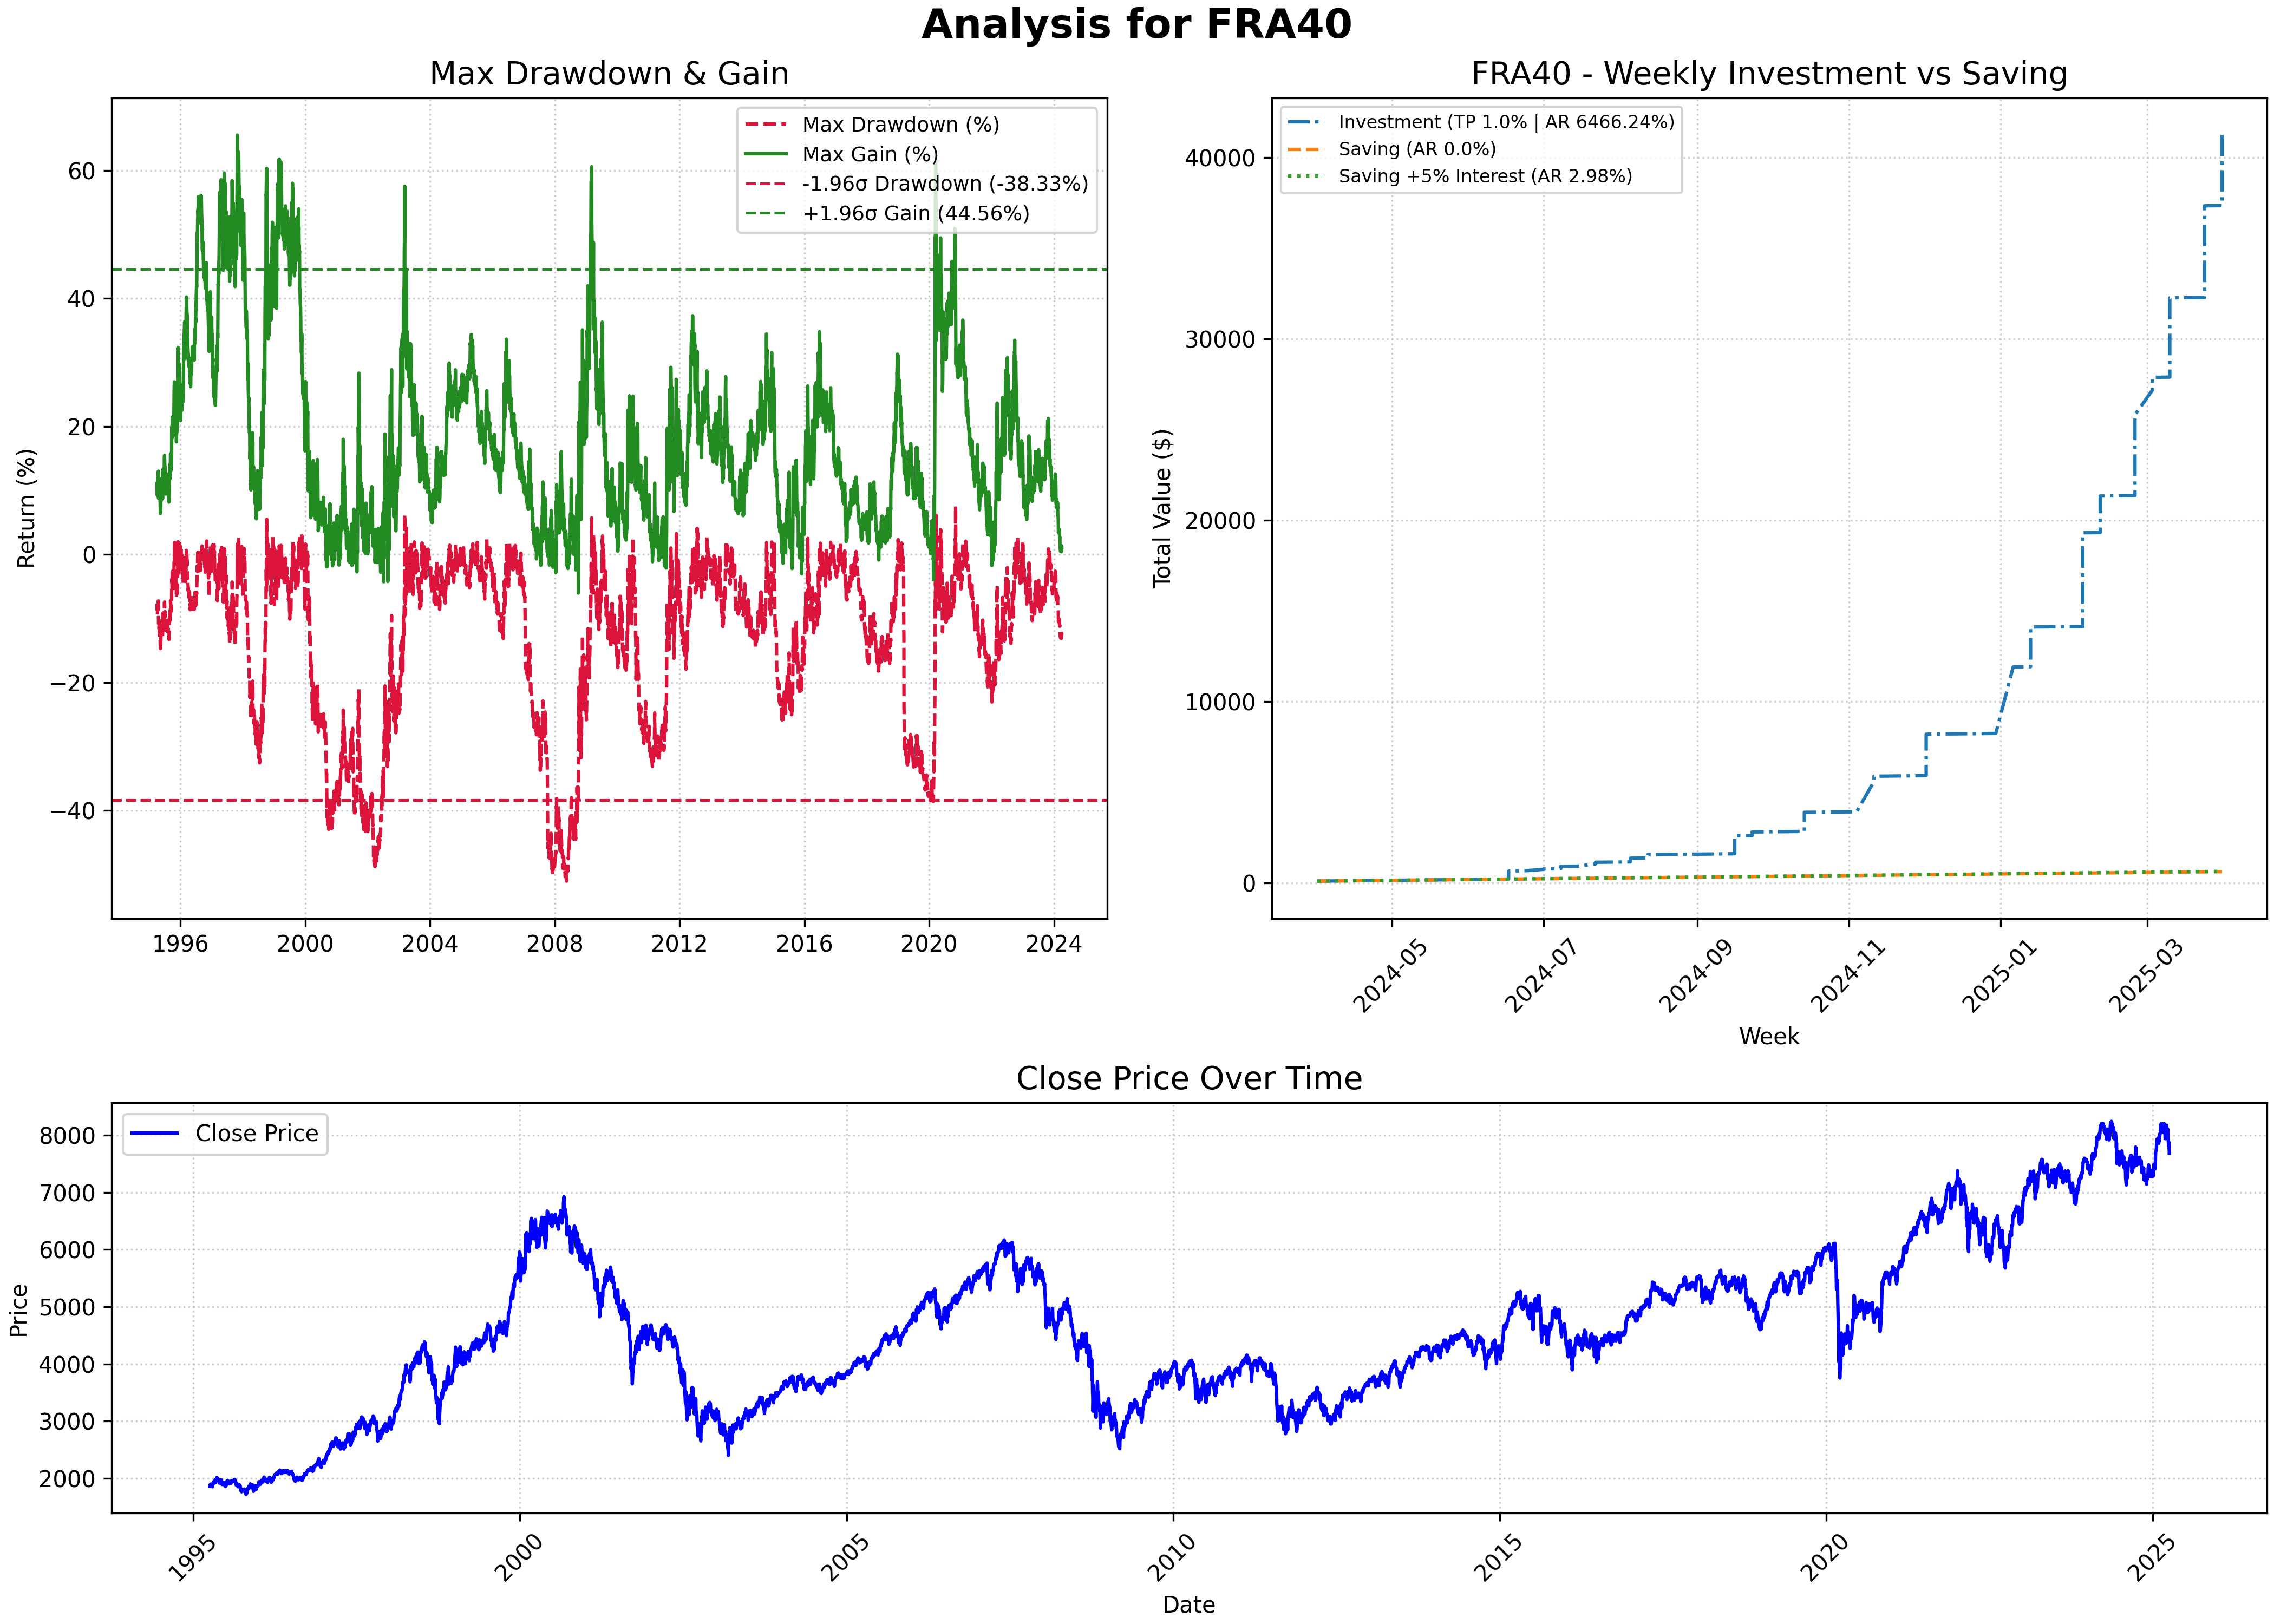 Analysis for FRA40
Max Drawdown & Gain
Return (%)
60
40
20
0
−20
−40
1996 2000 2004 2008 2012 2016 2020 2024
Max Drawdown (%)
Max Gain (%)
-1.96σ Drawdown (-38.33%)
+1.96σ Gain (44.56%)
FRA40 - Weekly Investment vs Saving
Total Value ($)
40000
30000
20000
10000
0
2024-05 2024-07 2024-09 2024-11 2025-01 2025-03
Week
Investment (TP 1.0% | AR 6466.24%)
Saving (AR 0.0%)
Saving +5% Interest (AR 2.98%)
Close Price Over Time
Price
8000
7000
6000
5000
4000
3000
2000
1995 2000 2005 2010 2015 2020 2025
Date
Close Price